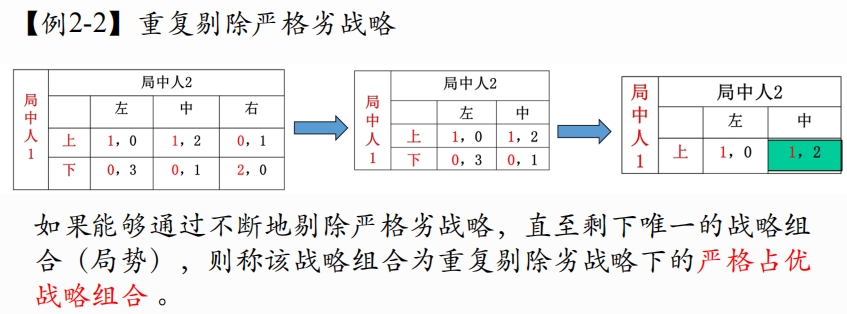 【例2-2】重复剔除严格劣战略
局中人1
局中人2
左 中 右
上 1，0 1，2 0，1
下 0，3 0，1 2，0
局中人1
局中人2
左 中
上 1，0 1，2
下 0，3 0，1
局中人1
局中人2
左 中
上 1，0 1，2
如果能够通过不断地剔除严格劣战略，直至剩下唯一的战略组
合（局势），则称该战略组合为重复剔除劣战略下的严格占优
战略组合。